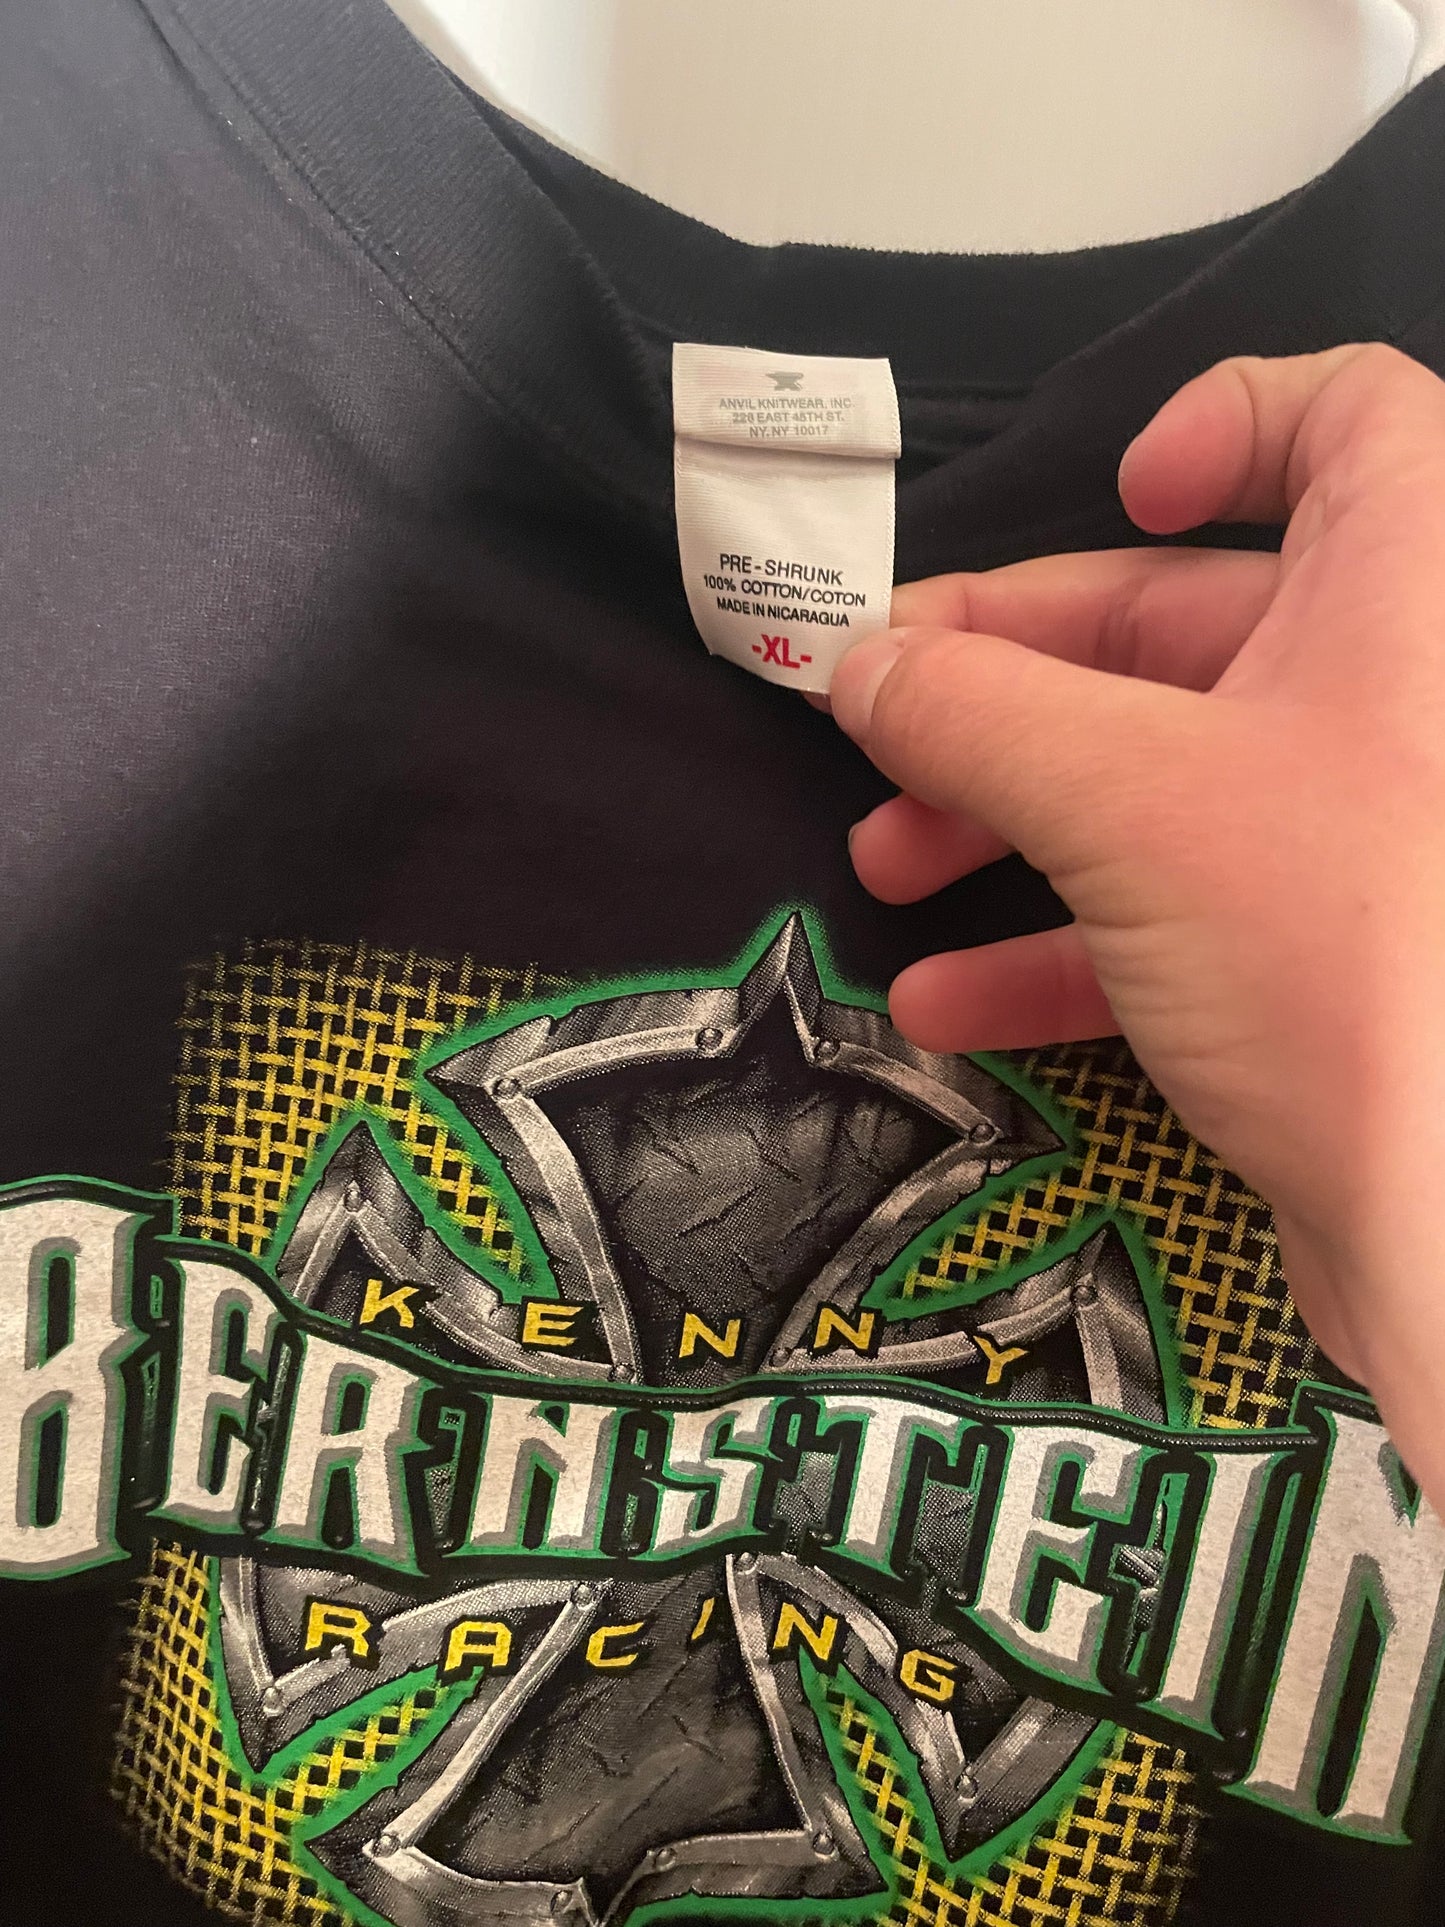 ANVIL KNITWEAR, INC.
228 EAST 45TH ST.
NY. NY 10017
PRE-SHRUNK
100% COTTON/COTON
MADE IN NICARAGUA
-XL-
KENNY
BERNSTEIN
RACING